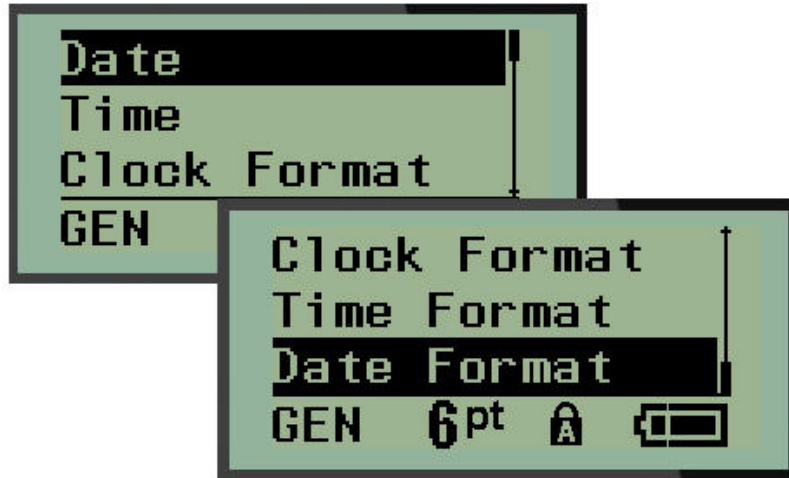 Date
Time
Clock Format
GEN
Clock Format
Time Format
Date Format
GEN 6pt A